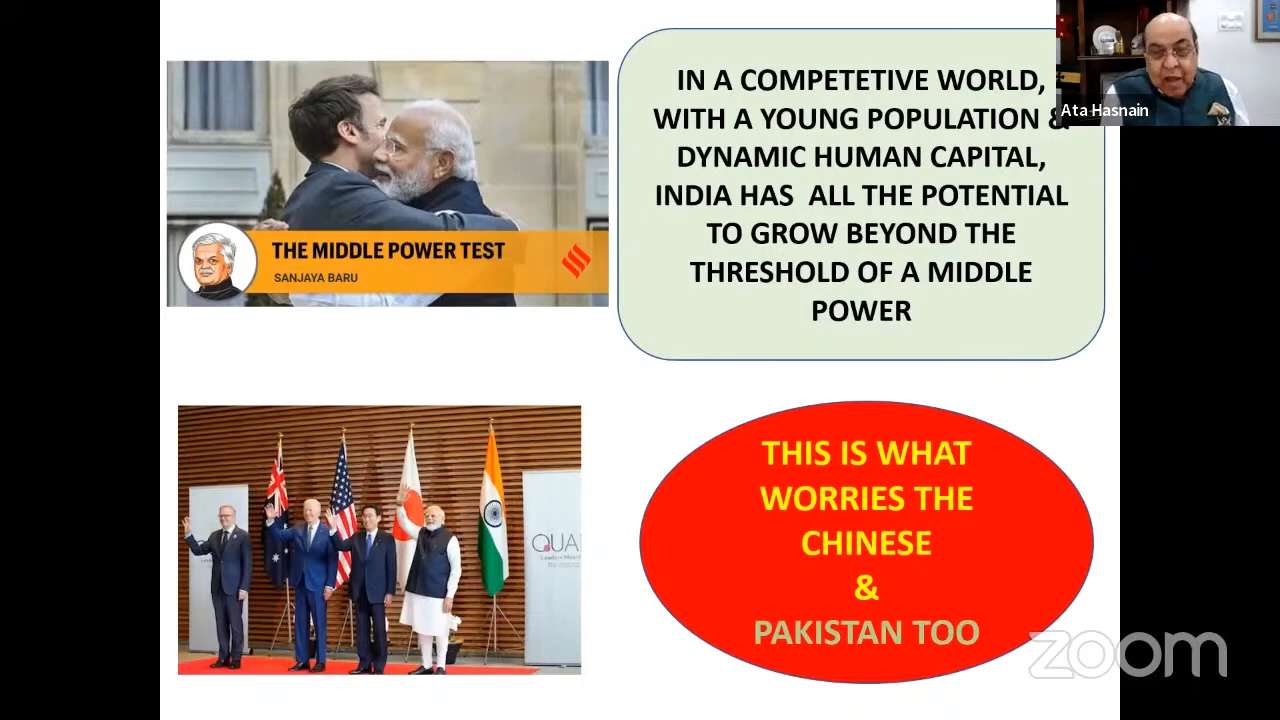 IN A COMPETETIVE WORLD,
WITH A YOUNG POPULATION &
DYNAMIC HUMAN CAPITAL,
INDIA HAS ALL THE POTENTIAL
TO GROW BEYOND THE
THRESHOLD OF A MIDDLE
POWER
Ata Hasnain
THE MIDDLE POWER TEST
SANJAYA BARU
QUA
THIS IS WHAT
WORRIES THE
CHINESE
&
PAKISTAN TOO
zoom